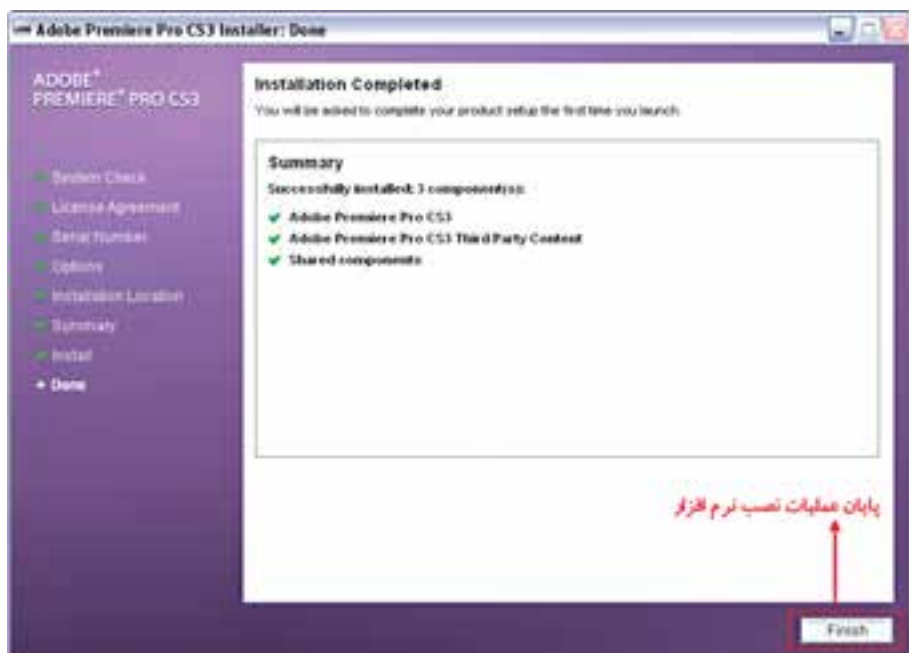 Adobe Premiere Pro CS3 Installer: Done
ADOBE®
PREMIERE® PRO CS3
System Check
License Agreement
Serial Number
Options
Installation Location
Summary
Install
Done
Installation Completed
You will be asked to complete your product setup the first time you launch.
Summary
Successfully installed: 3 component(s):
Adobe Premiere Pro CS3
Adobe Premiere Pro CS3 Third Party Content
Shared components
پایان عملیات نصب نرم افزار
Finish